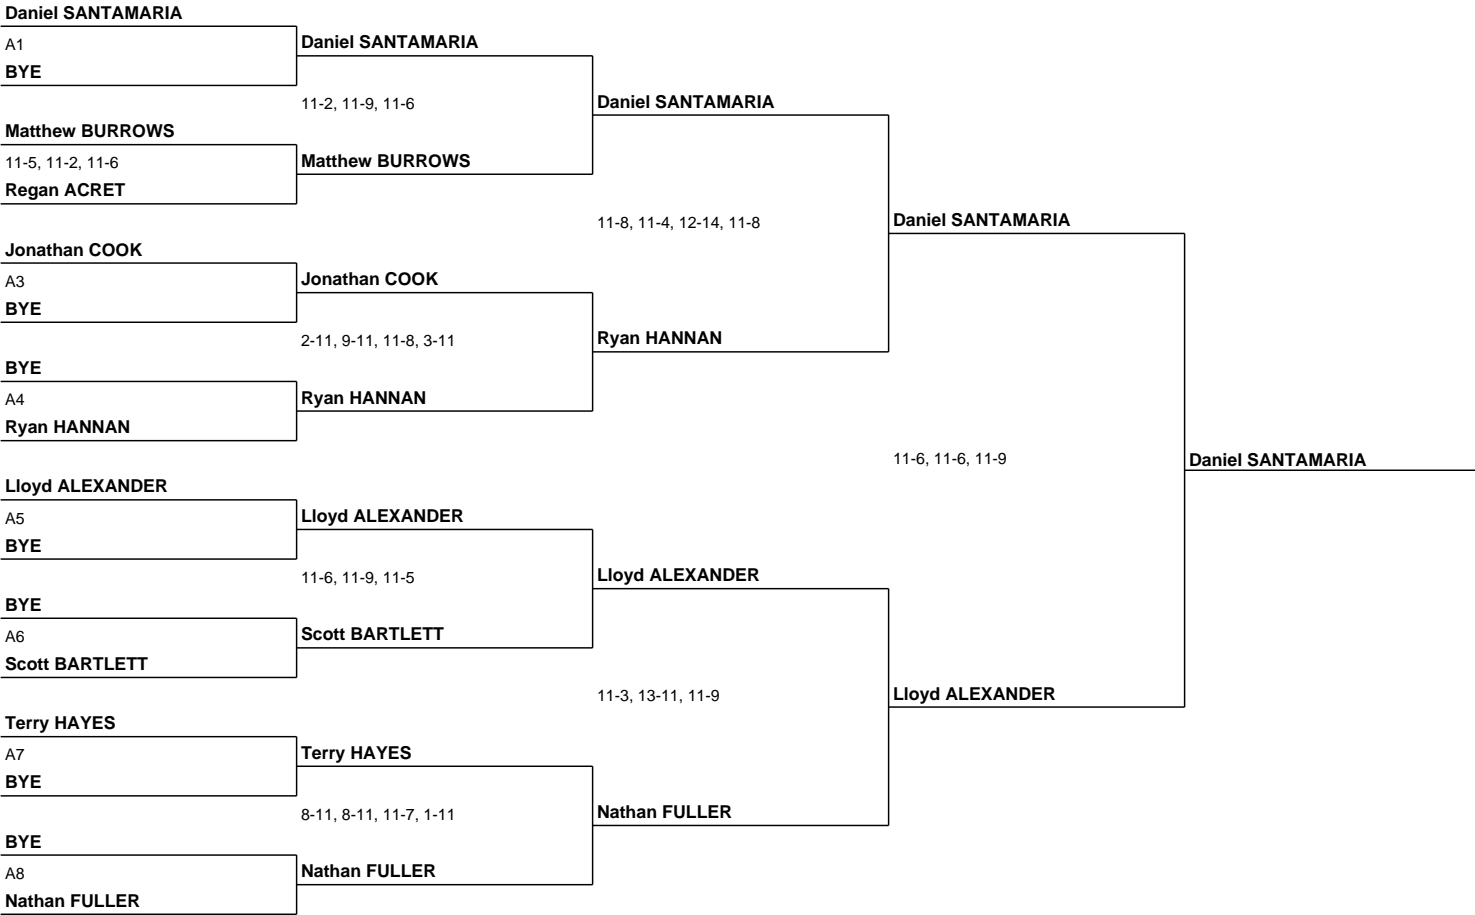 Daniel SANTAMARIA
A1
BYE
Matthew BURROWS
11-5, 11-2, 11-6
Regan ACRET
Jonathan COOK
A3
BYE
BYE
A4
Ryan HANNAN
Lloyd ALEXANDER
A5
BYE
BYE
A6
Scott BARTLETT
Terry HAYES
A7
BYE
BYE
A8
Nathan FULLER
Daniel SANTAMARIA
11-2, 11-9, 11-6
Matthew BURROWS
Jonathan COOK
2-11, 9-11, 11-8, 3-11
Ryan HANNAN
Lloyd ALEXANDER
11-6, 11-9, 11-5
Scott BARTLETT
Terry HAYES
8-11, 8-11, 11-7, 1-11
Nathan FULLER
Daniel SANTAMARIA
11-8, 11-4, 12-14, 11-8
Ryan HANNAN
Lloyd ALEXANDER
11-3, 13-11, 11-9
Nathan FULLER
Daniel SANTAMARIA
11-6, 11-6, 11-9
Lloyd ALEXANDER
Daniel SANTAMARIA